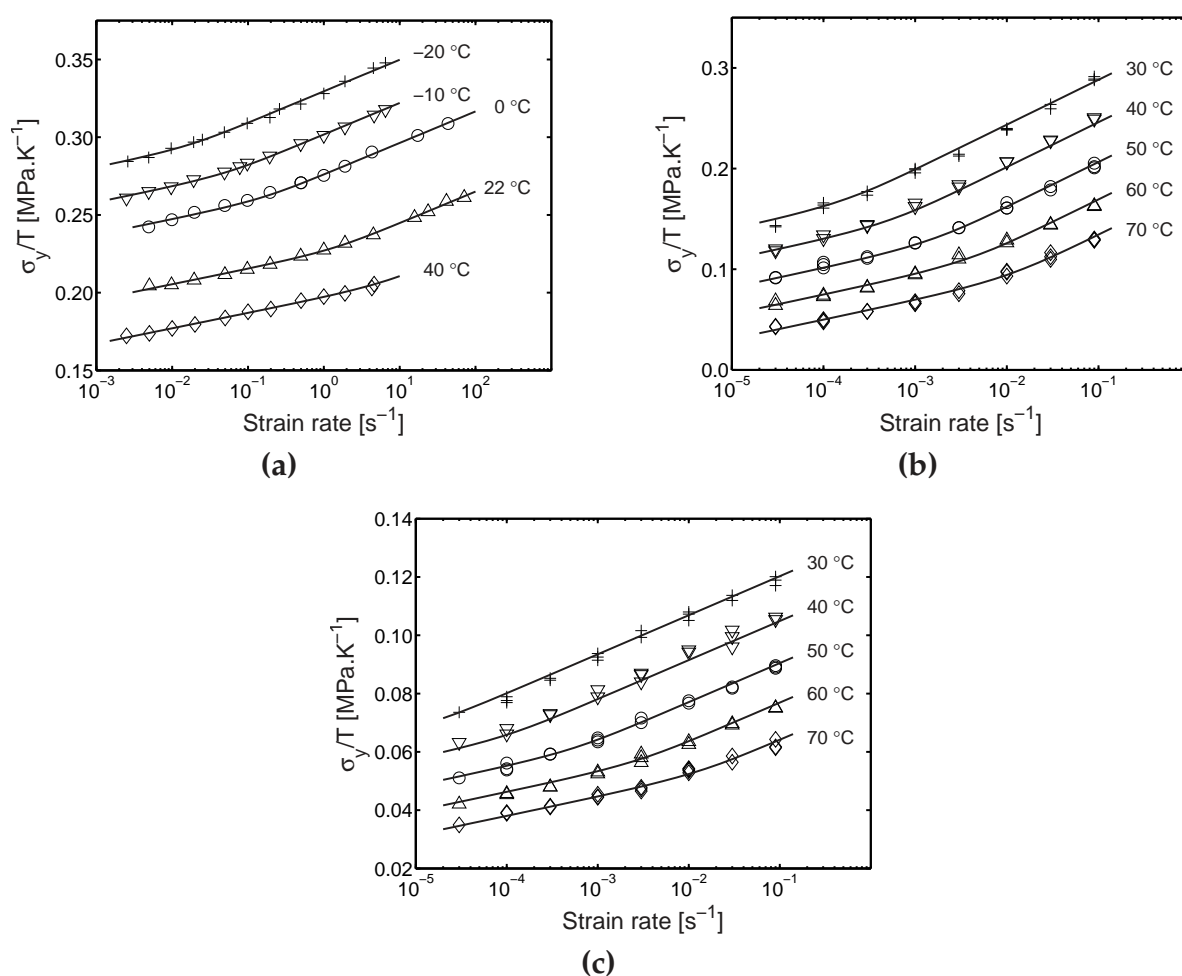 −20 °C
−10 °C
0 °C
22 °C
40 °C
0.35
0.30
0.25
0.20
0.15
σy/T [MPa.K−1]
10−3
10−2
10−1
100
101
102
Strain rate [s−1]
(a)
30 °C
40 °C
50 °C
60 °C
70 °C
0.3
0.2
0.1
0.0
σy/T [MPa.K−1]
10−5
10−4
10−3
10−2
10−1
Strain rate [s−1]
(b)
30 °C
40 °C
50 °C
60 °C
70 °C
0.14
0.12
0.10
0.08
0.06
0.04
0.02
σy/T [MPa.K−1]
10−5
10−4
10−3
10−2
10−1
Strain rate [s−1]
(c)